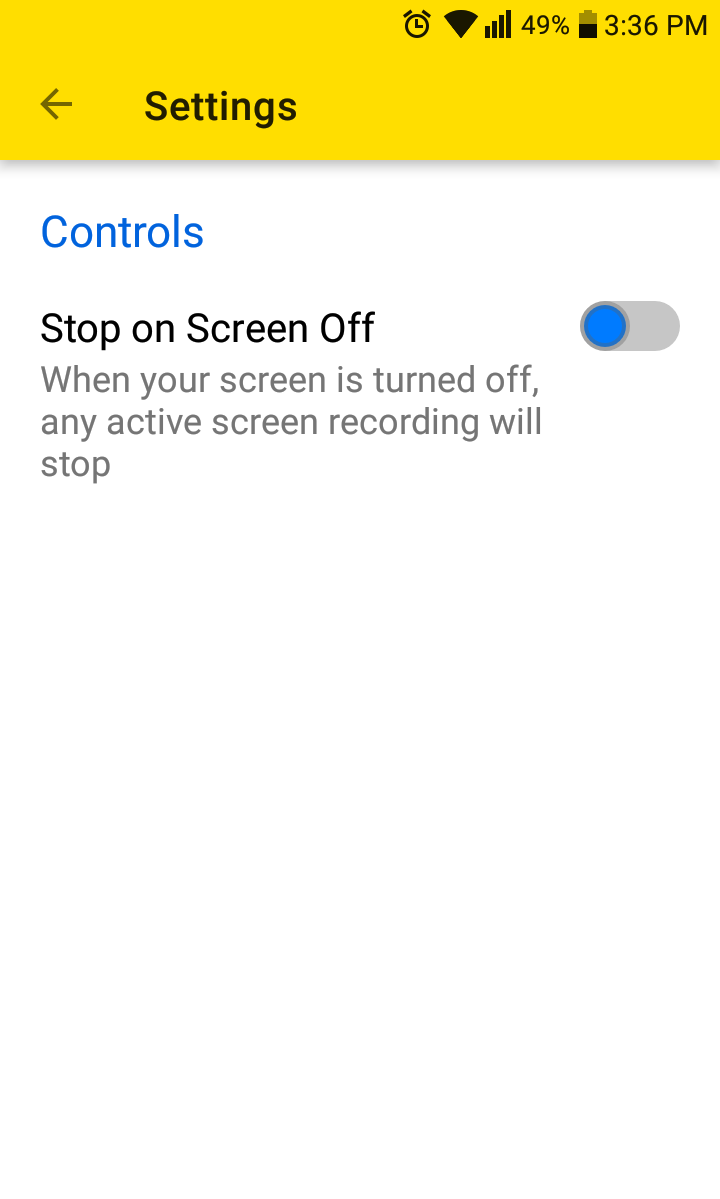 49% 3:36 PM
Settings
Controls
Stop on Screen Off
When your screen is turned off,
any active screen recording will
stop